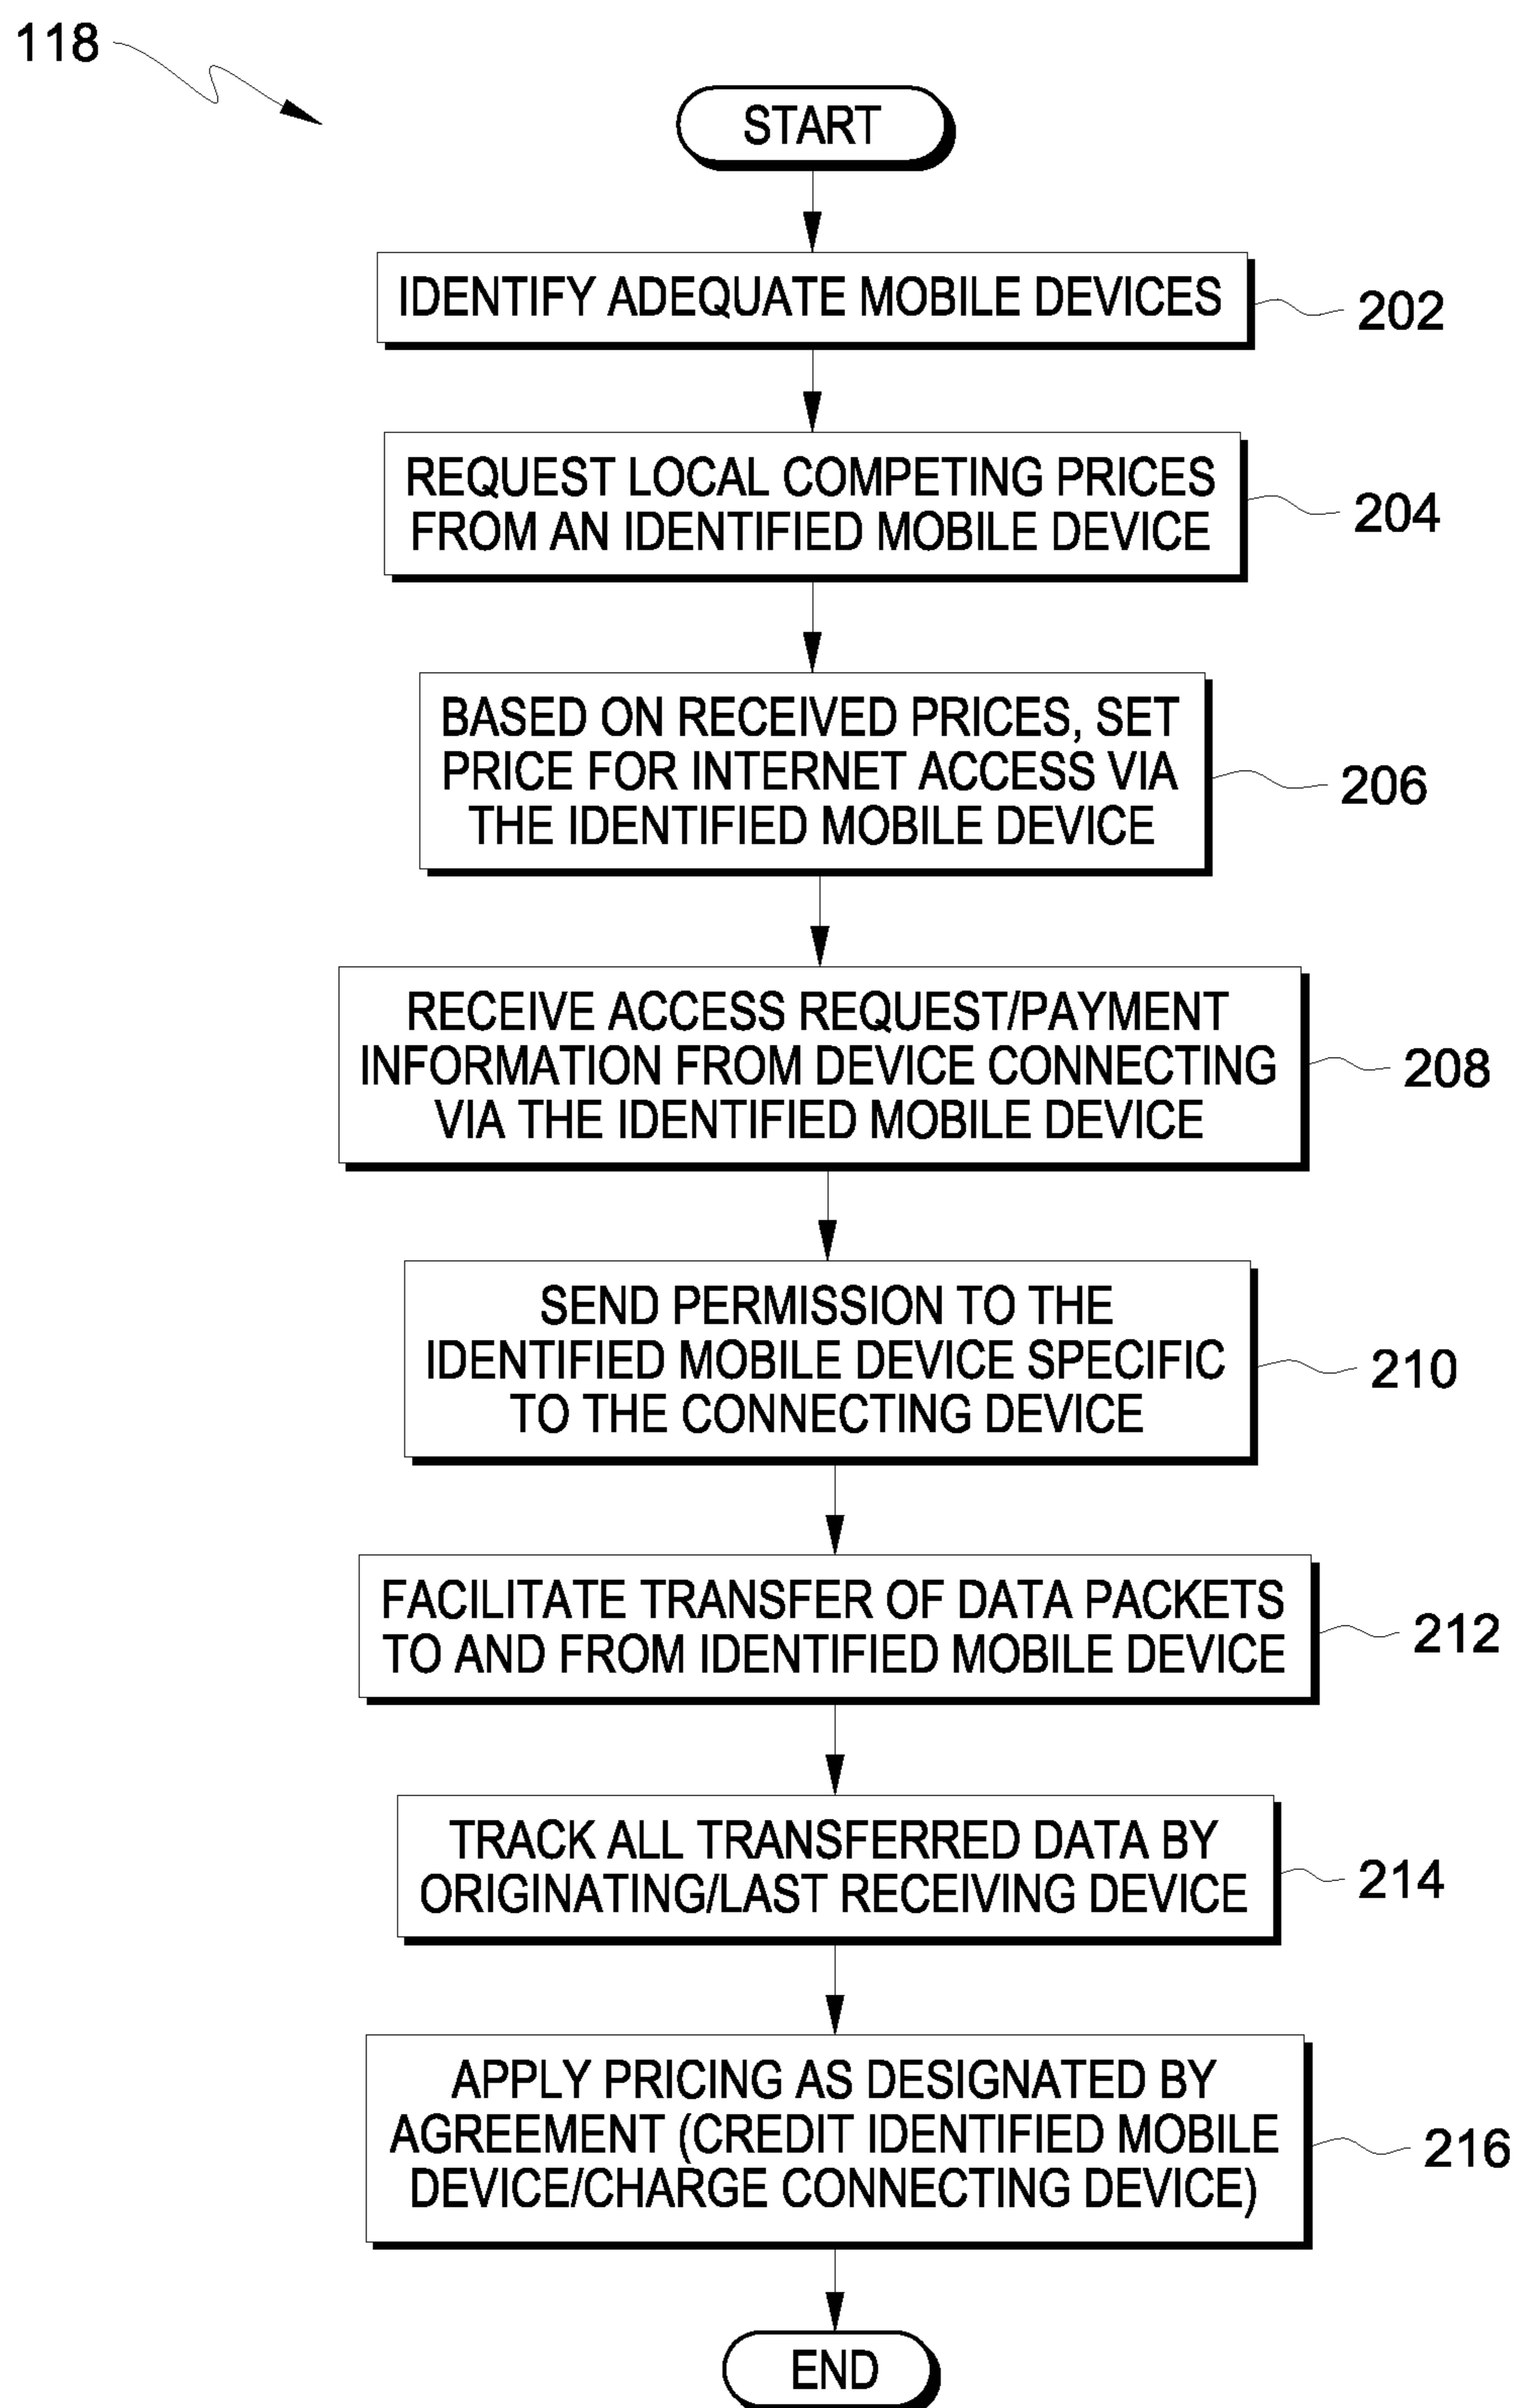 118
START
IDENTIFY ADEQUATE MOBILE DEVICES
202
REQUEST LOCAL COMPETING PRICES
FROM AN IDENTIFIED MOBILE DEVICE
204
BASED ON RECEIVED PRICES, SET
PRICE FOR INTERNET ACCESS VIA
THE IDENTIFIED MOBILE DEVICE
206
RECEIVE ACCESS REQUEST/PAYMENT
INFORMATION FROM DEVICE CONNECTING
VIA THE IDENTIFIED MOBILE DEVICE
208
SEND PERMISSION TO THE
IDENTIFIED MOBILE DEVICE SPECIFIC
TO THE CONNECTING DEVICE
210
FACILITATE TRANSFER OF DATA PACKETS
TO AND FROM IDENTIFIED MOBILE DEVICE
212
TRACK ALL TRANSFERRED DATA BY
ORIGINATING/LAST RECEIVING DEVICE
214
APPLY PRICING AS DESIGNATED BY
AGREEMENT (CREDIT IDENTIFIED MOBILE
DEVICE/CHARGE CONNECTING DEVICE)
216
END